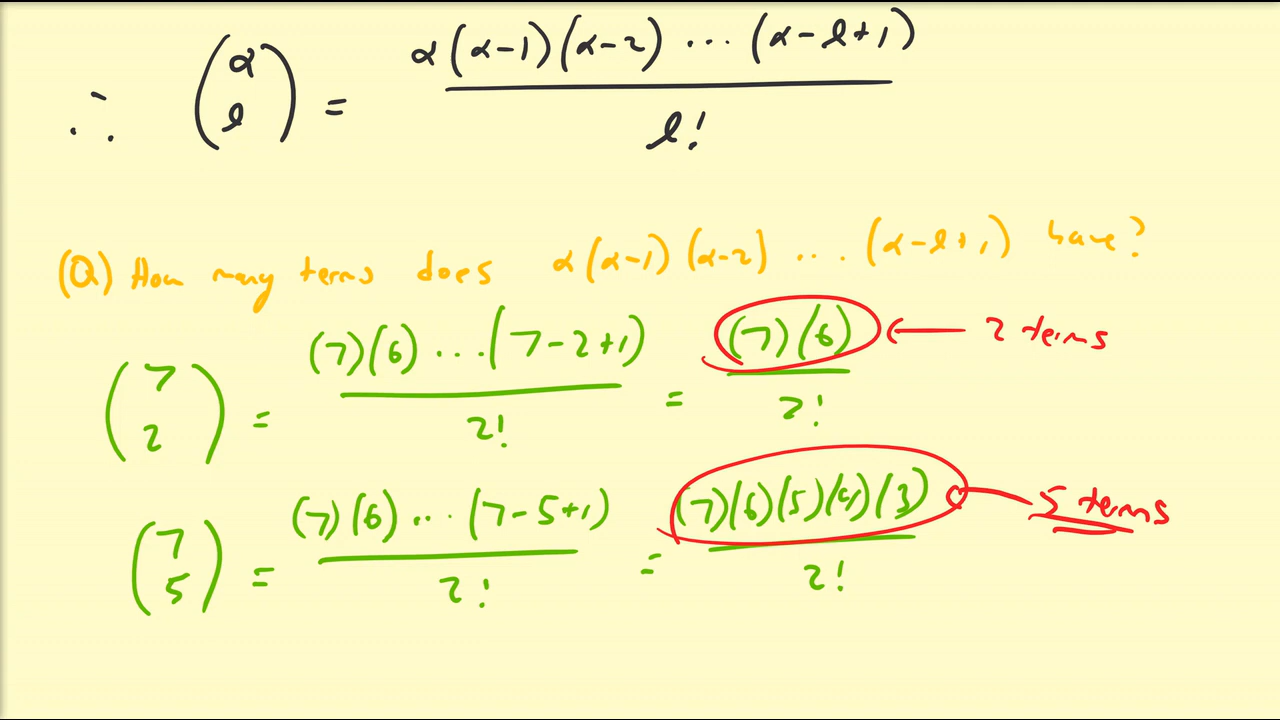 ∴ (α ℓ) = α(α-1)(α-2) ... (α-ℓ+1) / ℓ!
(Q) How many terms does α(α-1)(α-2) ... (α-ℓ+1) have?
(7 2) = (7)(6) ... (7-2+1) / 2! = (7)(6) / 2! ← 2 terms
(7 5) = (7)(6) ... (7-5+1) / 2! = (7)(6)(5)(4)(3) / 2! 5 terms